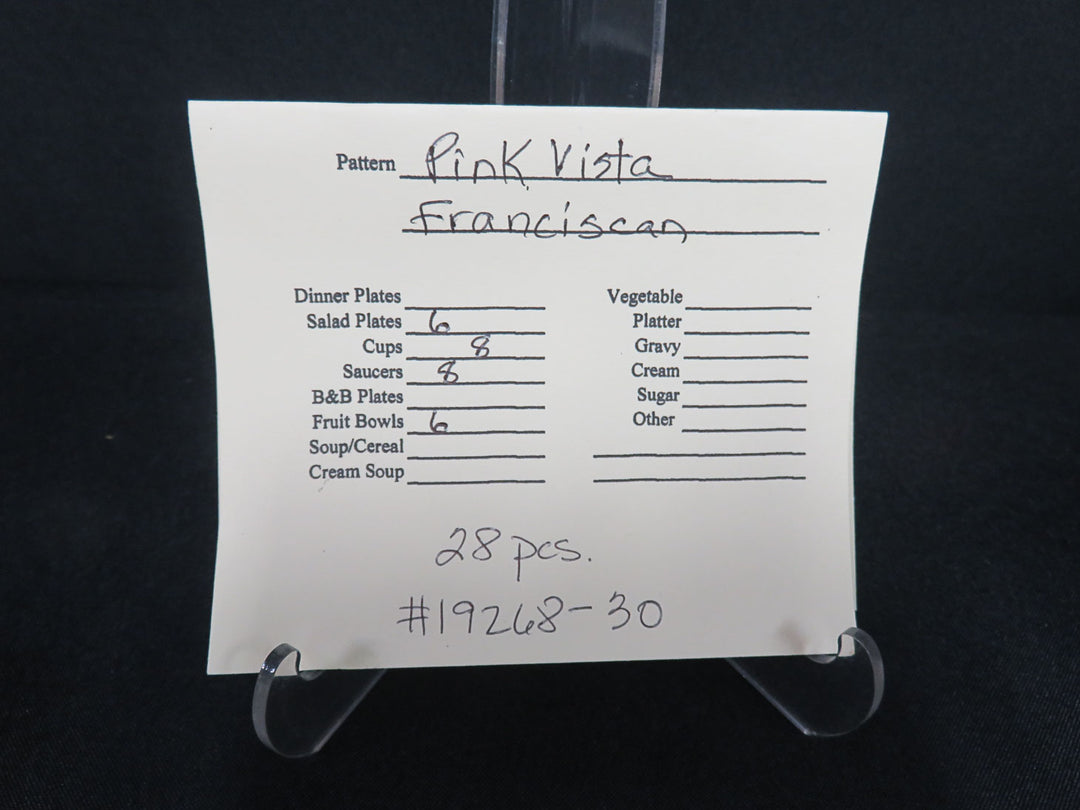 Pattern Pink Vista
Franciscan
Dinner Plates
Salad Plates 6
Cups 8
Saucers 8
B&B Plates
Fruit Bowls 6
Soup/Cereal
Cream Soup
Vegetable
Platter
Gravy
Cream
Sugar
Other
28 pcs.
#19268-30